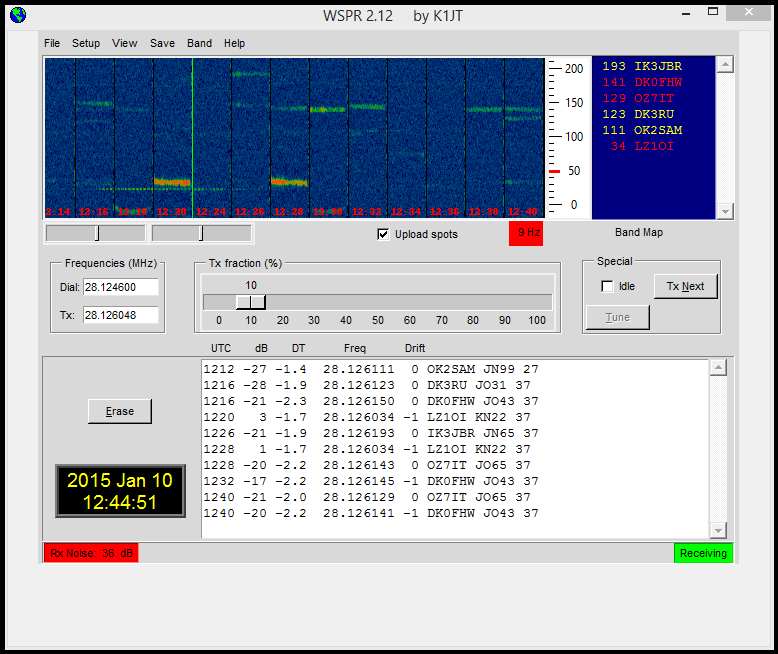 WSPR 2.12 by K1JT
File Setup View Save Band Help
200
150
100
50
0
193 IK3JBR
141 DK0FHW
129 OZ7IT
123 DK3RU
111 OK2SAM
34 LZ1OI
2:14 12:16 12:20 12:24 12:26 12:28 12:32 12:40
Upload spots
9 Hz
Band Map
Frequencies (MHz)
Dial: 28.124600
Tx: 28.126048
Tx fraction (%)
10
0 10 20 30 40 50 60 70 80 90 100
Special
Idle
Tx Next
Tune
UTC dB DT Freq Drift
1212 -27 -1.4 28.126111 0 OK2SAM JN99 27
1216 -28 -1.9 28.126123 0 DK3RU JO31 37
1216 -21 -2.3 28.126150 0 DK0FHW JO43 37
1220 3 -1.7 28.126034 -1 LZ1OI KN22 37
1226 -21 -1.9 28.126193 0 IK3JBR JN65 37
1228 1 -1.7 28.126034 -1 LZ1OI KN22 37
1228 -20 -2.2 28.126143 0 OZ7IT JO65 37
1232 -17 -2.2 28.126145 -1 DK0FHW JO43 37
1240 -21 -2.0 28.126129 0 OZ7IT JO65 37
1240 -20 -2.2 28.126141 -1 DK0FHW JO43 37
Erase
2015 Jan 10
12:44:51
Rx Noise: 36 dB
Receiving